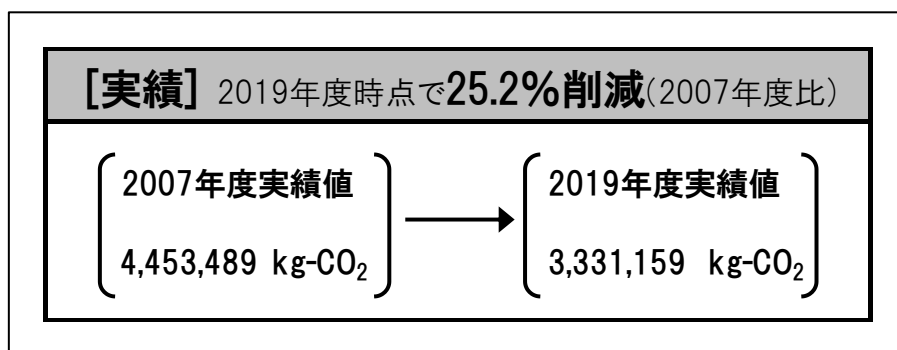 [実績] 2019年度時点で25.2%削減(2007年度比)
2007年度実績値
4,453,489 kg-CO₂
2019年度実績値
3,331,159 kg-CO₂